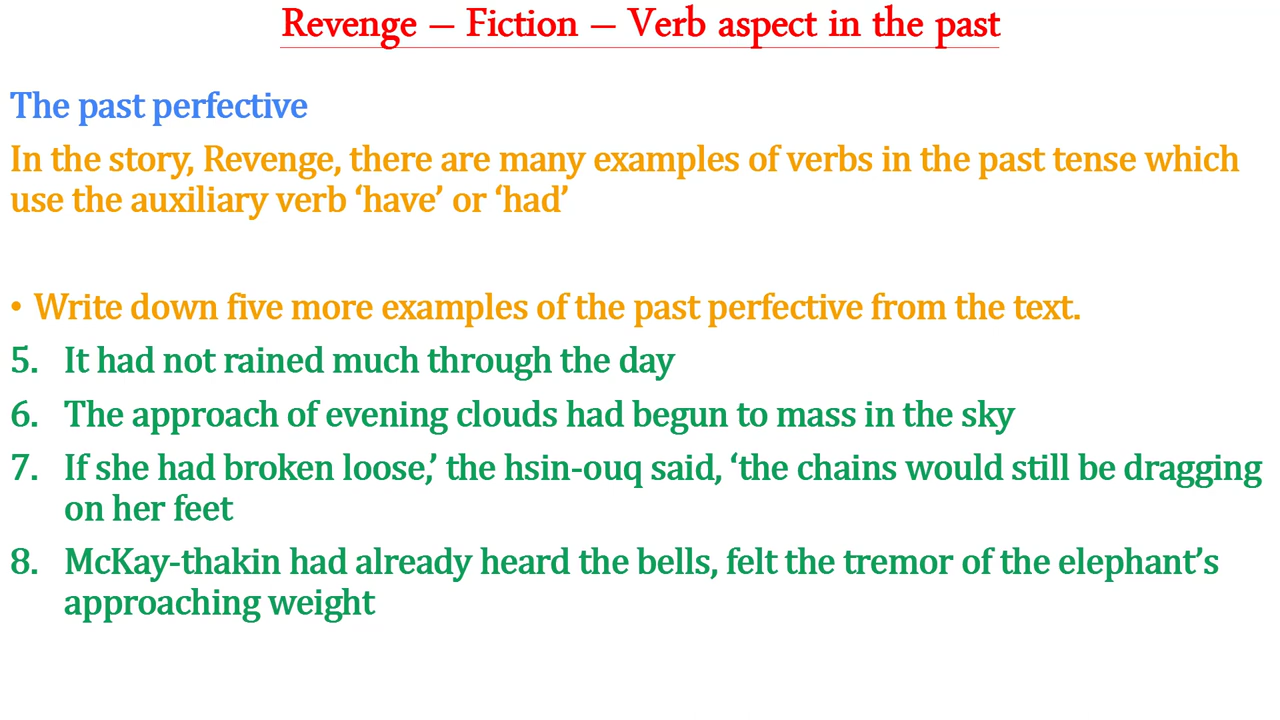 Revenge – Fiction – Verb aspect in the past
The past perfective
In the story, Revenge, there are many examples of verbs in the past tense which
use the auxiliary verb ‘have’ or ‘had’
• Write down five more examples of the past perfective from the text.
5. It had not rained much through the day
6. The approach of evening clouds had begun to mass in the sky
7. If she had broken loose,’ the hsin-ouq said, ‘the chains would still be dragging
on her feet
8. McKay-thakin had already heard the bells, felt the tremor of the elephant’s
approaching weight